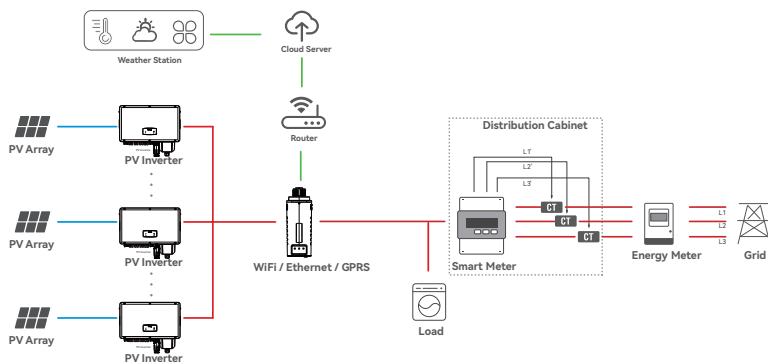 Weather Station
Cloud Server
Router
Distribution Cabinet
L1'
L2'
L3'
PV Array
PV Inverter
PV Array
PV Inverter
PV Array
PV Inverter
WiFi / Ethernet / GPRS
Load
Smart Meter
CT
CT
CT
Energy Meter
L1
L2
L3
Grid